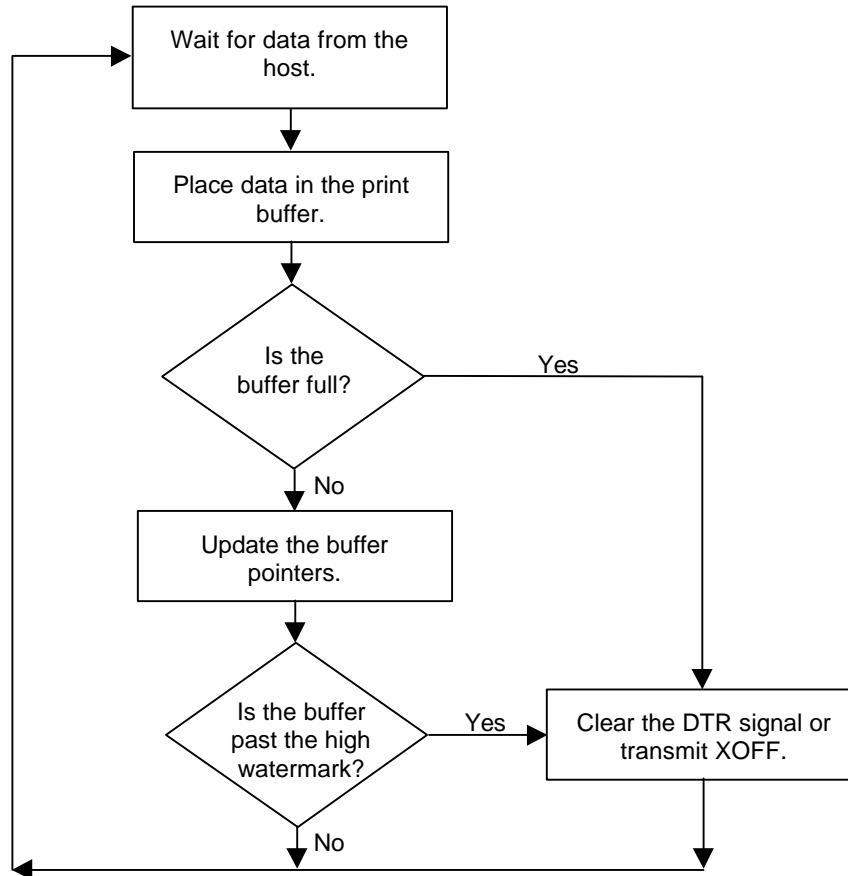 Wait for data from the
host.
Place data in the print
buffer.
Is the
buffer full?
Yes
No
Update the buffer
pointers.
Is the buffer
past the high
watermark?
Yes
Clear the DTR signal or
transmit XOFF.
No